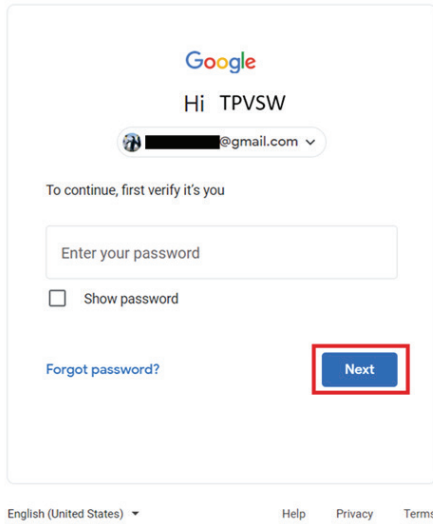 Google
Hi TPVSW
@gmail.com
To continue, first verify it's you
Enter your password
Show password
Forgot password? Next
English (United States) Help Privacy Terms